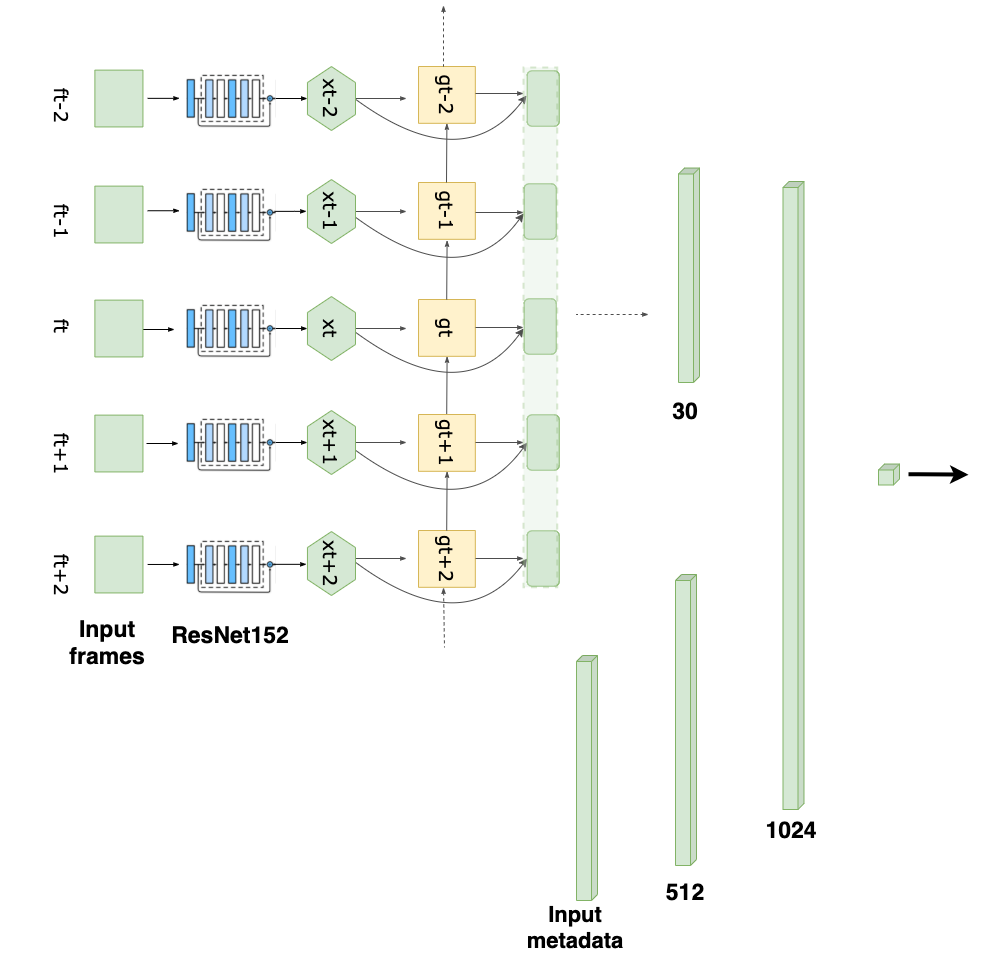 ft-2
xt-2
gt-2
ft-1
xt-1
gt-1
ft
xt
gt
ft+1
xt+1
gt+1
ft+2
xt+2
gt+2
Input
frames
ResNet152
30
1024
512
Input
metadata